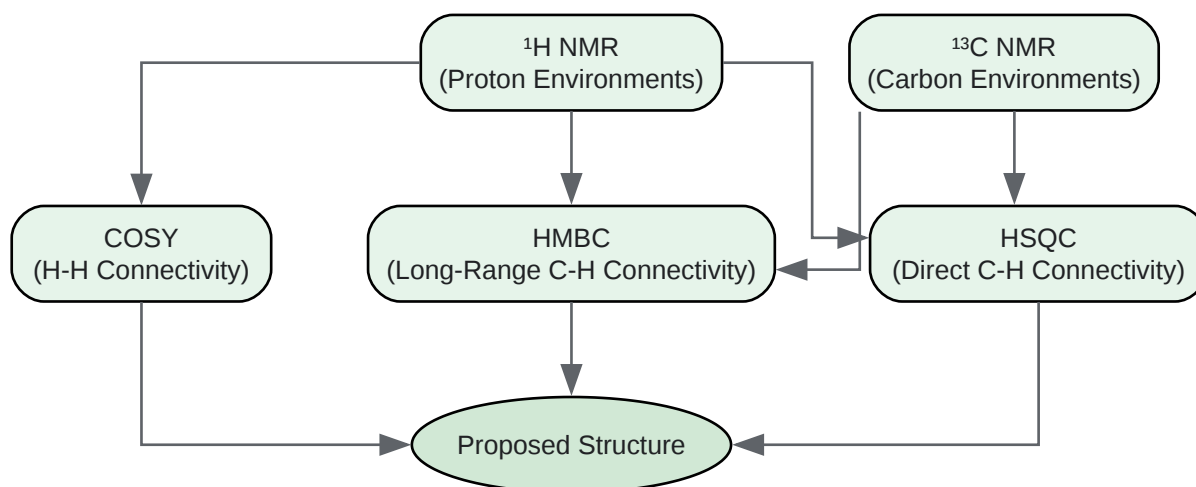 ¹H NMR
(Proton Environments)
¹³C NMR
(Carbon Environments)
COSY
(H-H Connectivity)
HMBC
(Long-Range C-H Connectivity)
HSQC
(Direct C-H Connectivity)
Proposed Structure